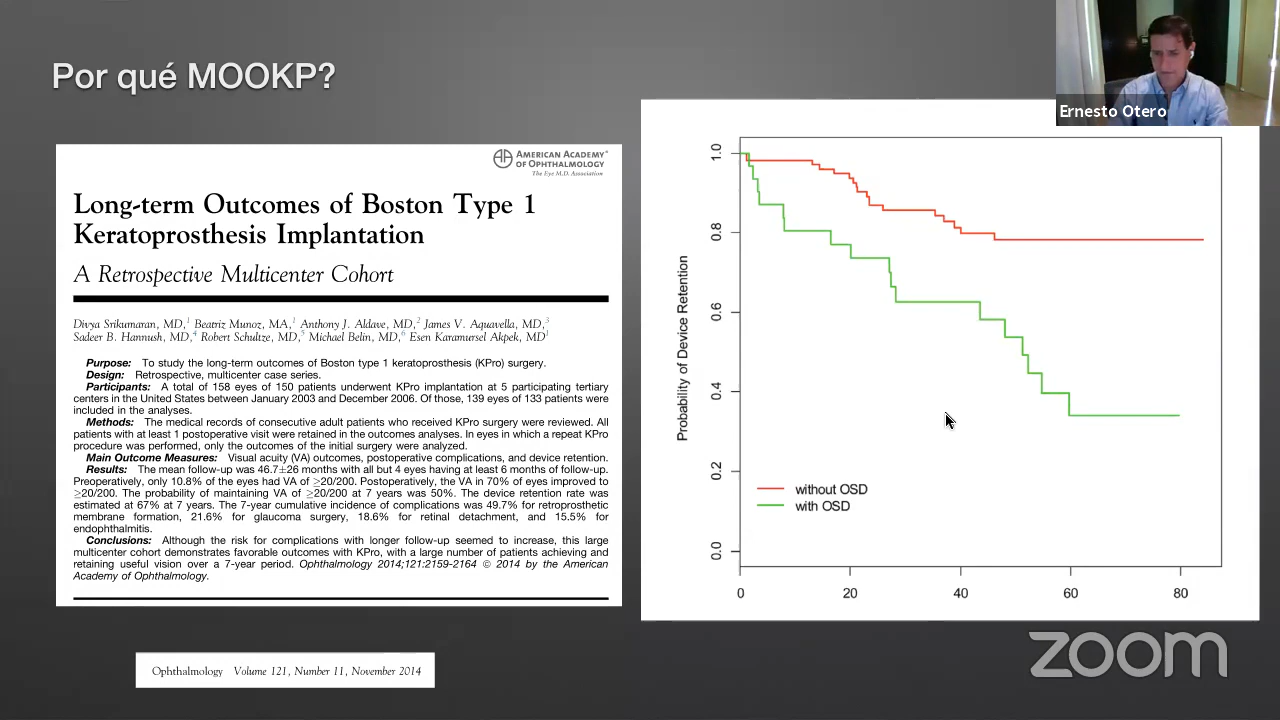 Por qué MOOKP?
Ernesto Otero
AMERICAN ACADEMY
OF OPHTHALMOLOGY
The Eye M.D. Association
Long-term Outcomes of Boston Type 1
Keratoprosthesis Implantation
A Retrospective Multicenter Cohort
Divya Srikumaran, MD,1 Beatriz Munoz, MA,1 Anthony J. Aldave, MD,2 James V. Aquavella, MD,3
Sadeer B. Hannush, MD,4 Robert Schultze, MD,5 Michael Belin, MD,6 Esen Karamursel Akpek, MD1
Purpose: To study the long-term outcomes of Boston type 1 keratoprosthesis (KPro) surgery.
Design: Retrospective, multicenter case series.
Participants: A total of 158 eyes of 150 patients underwent KPro implantation at 5 participating tertiary
centers in the United States between January 2003 and December 2006. Of those, 139 eyes of 133 patients were
included in the analyses.
Methods: The medical records of consecutive adult patients who received KPro surgery were reviewed. All
patients with at least 1 postoperative visit were retained in the outcomes analyses. In eyes in which a repeat KPro
procedure was performed, only the outcomes of the initial surgery were analyzed.
Main Outcome Measures: Visual acuity (VA) outcomes, postoperative complications, and device retention.
Results: The mean follow-up was 46.7±26 months with all but 4 eyes having at least 6 months of follow-up.
Preoperatively, only 10.8% of the eyes had VA of ≥20/200. Postoperatively, the VA in 70% of eyes improved to
≥20/200. The probability of maintaining VA of ≥20/200 at 7 years was 50%. The device retention rate was
estimated at 67% at 7 years. The 7-year cumulative incidence of complications was 49.7% for retroprosthetic
membrane formation, 21.6% for glaucoma surgery, 18.6% for retinal detachment, and 15.5% for
endophthalmitis.
Conclusions: Although the risk for complications with longer follow-up seemed to increase, this large
multicenter cohort demonstrates favorable outcomes with KPro, with a large number of patients achieving and
retaining useful vision over a 7-year period. Ophthalmology 2014;121:2159-2164 © 2014 by the American
Academy of Ophthalmology.
Ophthalmology Volume 121, Number 11, November 2014
Probability of Device Retention
1.0
0.8
0.6
0.4
0.2
0.0
without OSD
with OSD
0 20 40 60 80
zoom